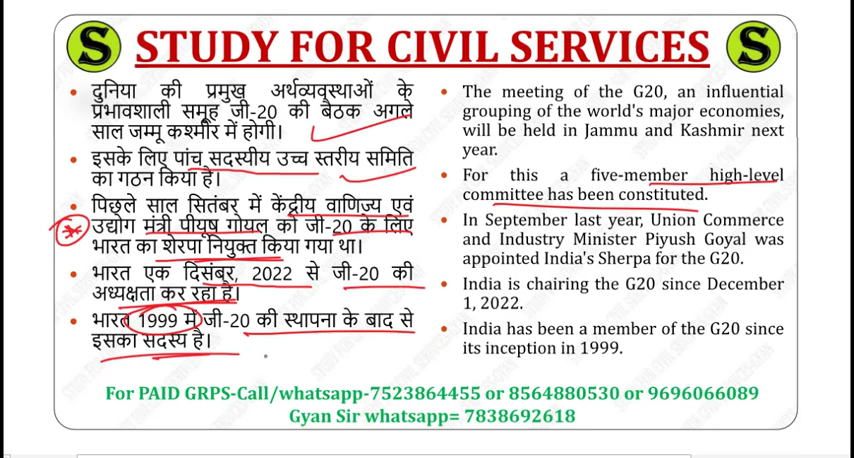 S STUDY FOR CIVIL SERVICES S
• दुनिया की प्रमुख अर्थव्यवस्थाओं के
प्रभावशाली समूह जी-20 की बैठक अगले
साल जम्मू कश्मीर में होगी।
• इसके लिए पांच सदस्यीय उच्च स्तरीय समिति
का गठन किया है।
• पिछले साल सितंबर में केंद्रीय वाणिज्य एवं
उद्योग मंत्री पीयूष गोयल को जी-20 के लिए
भारत का शेरपा नियुक्त किया गया था।
• भारत एक दिसंबर, 2022 से जी-20 की
अध्यक्षता कर रहा है।
• भारत 1999 में जी-20 की स्थापना के बाद से
इसका सदस्य है।
• The meeting of the G20, an influential
grouping of the world's major economies,
will be held in Jammu and Kashmir next
year.
• For this a five-member high-level
committee has been constituted.
• In September last year, Union Commerce
and Industry Minister Piyush Goyal was
appointed India's Sherpa for the G20.
• India is chairing the G20 since December
1, 2022.
• India has been a member of the G20 since
its inception in 1999.
For PAID GRPS-Call/whatsapp-7523864455 or 8564880530 or 9696066089
Gyan Sir whatsapp= 7838692618